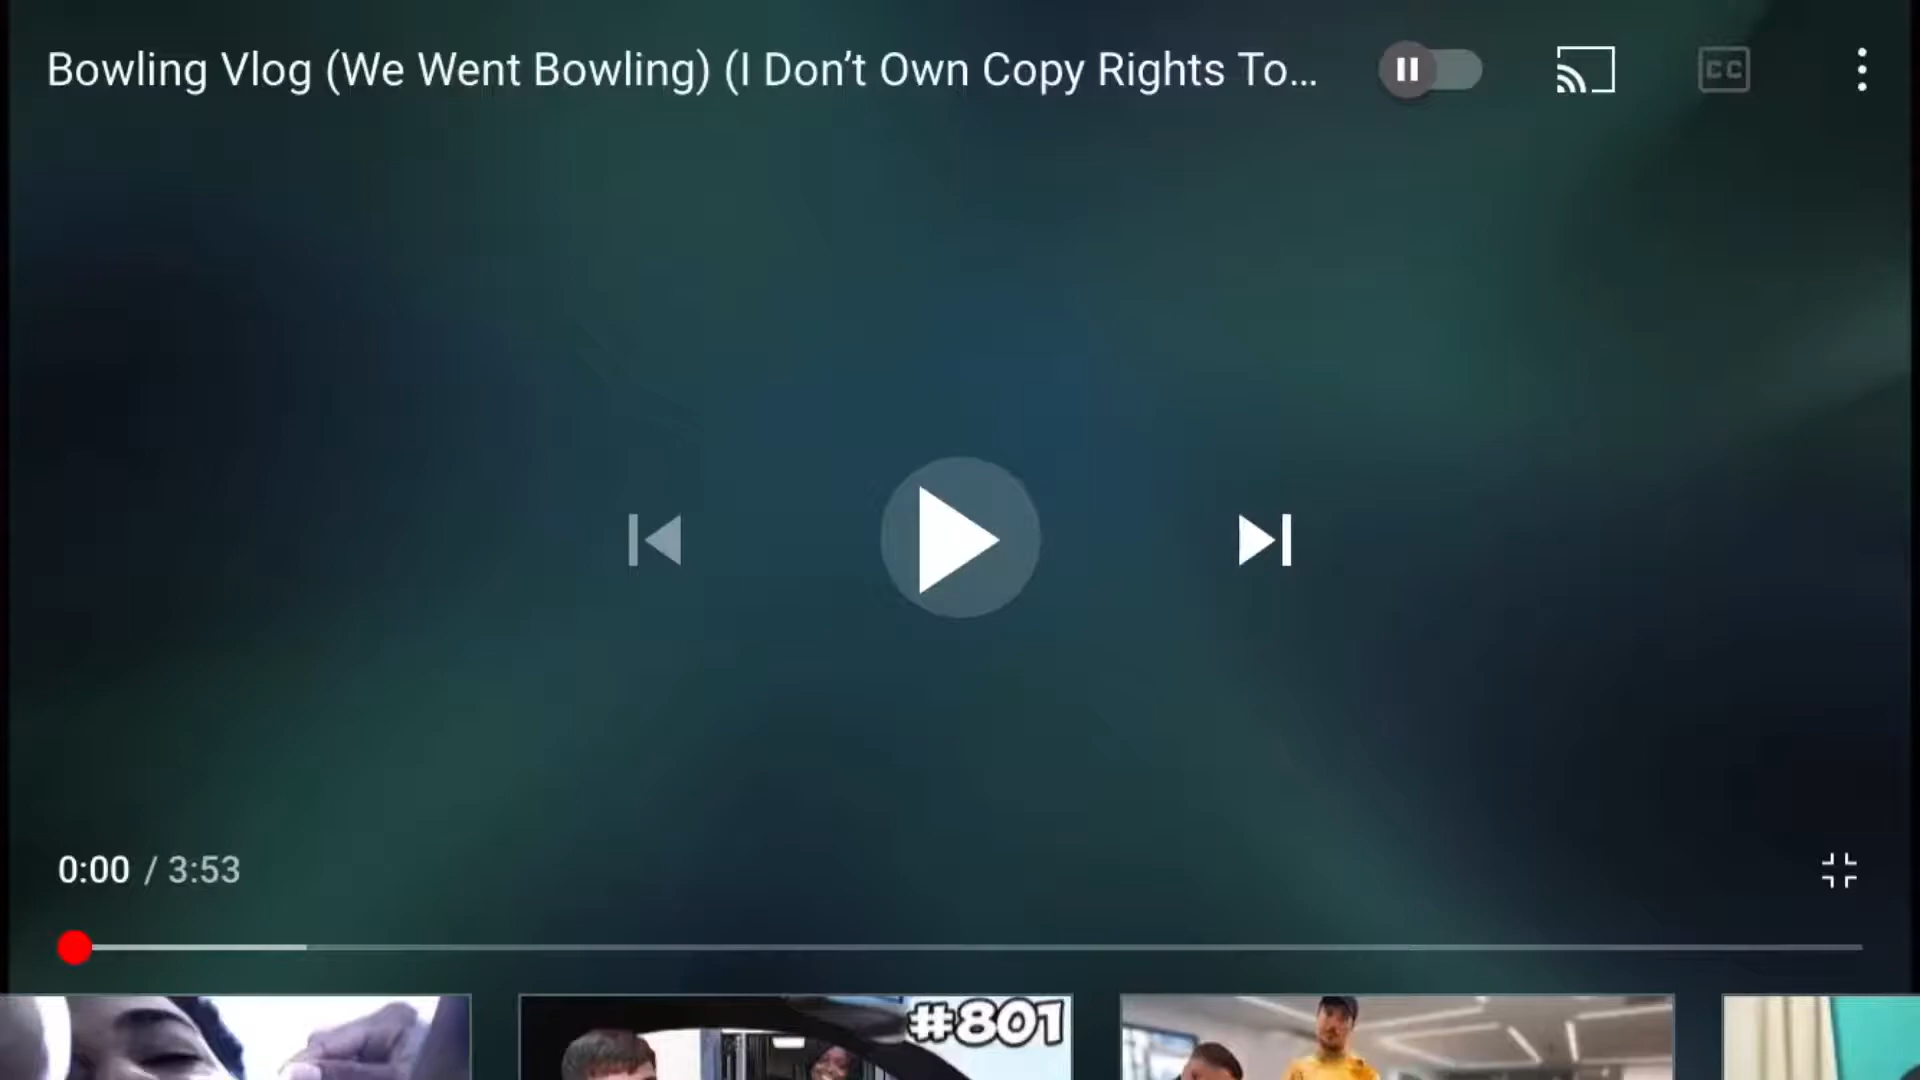 Bowling Vlog (We Went Bowling) (I Don’t Own Copy Rights To...
CC
0:00 / 3:53
#801